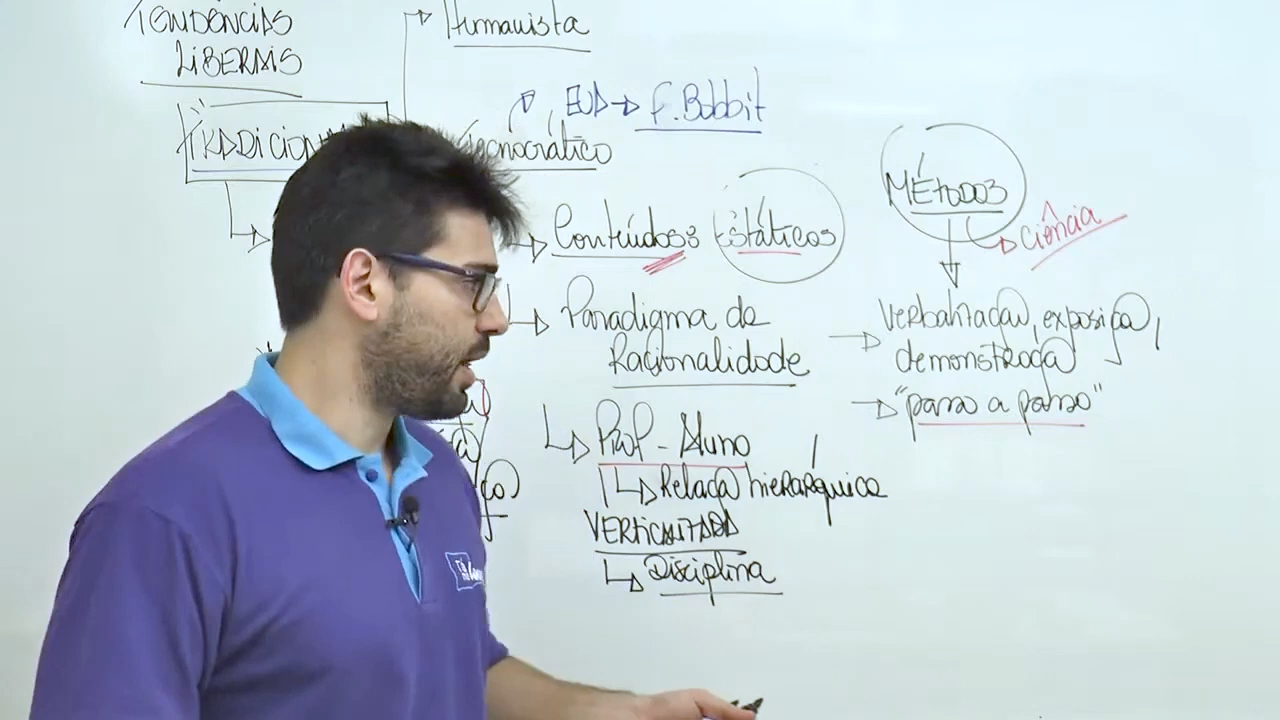 TENDÊNCIAS
LIBERAIS
TRADICION
Humanista
EUA → F. Bobbit
Tecnocrático
Conteúdos Estáticos
Paradigma de
Racionalidade
Prof - Aluno
Relação hierárquica
VERTICALIZADA
Disciplina
MÉTODOS
Ciência
Verbalização, exposição,
demonstração
"passo a passo"